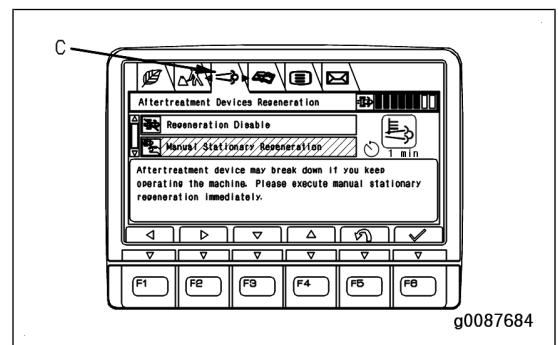 C
Aftertreatment Devices Regeneration
Regeneration Disable
Manual Stationary Regeneration
1 min
Aftertreatment device may break down if you keep
operating the machine. Please execute manual stationary
regeneration immediately.
F1 F2 F3 F4 F5 F6
g0087684